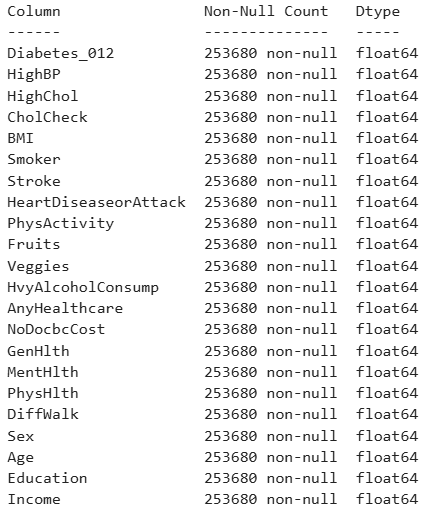 Column                Non-Null Count   Dtype
------                --------------   -----
Diabetes_012          253680 non-null  float64
HighBP                253680 non-null  float64
HighChol              253680 non-null  float64
CholCheck             253680 non-null  float64
BMI                   253680 non-null  float64
Smoker                253680 non-null  float64
Stroke                253680 non-null  float64
HeartDiseaseorAttack  253680 non-null  float64
PhysActivity          253680 non-null  float64
Fruits                253680 non-null  float64
Veggies               253680 non-null  float64
HvyAlcoholConsump     253680 non-null  float64
AnyHealthcare         253680 non-null  float64
NoDocbcCost           253680 non-null  float64
GenHlth               253680 non-null  float64
MentHlth              253680 non-null  float64
PhysHlth              253680 non-null  float64
DiffWalk              253680 non-null  float64
Sex                   253680 non-null  float64
Age                   253680 non-null  float64
Education             253680 non-null  float64
Income                253680 non-null  float64